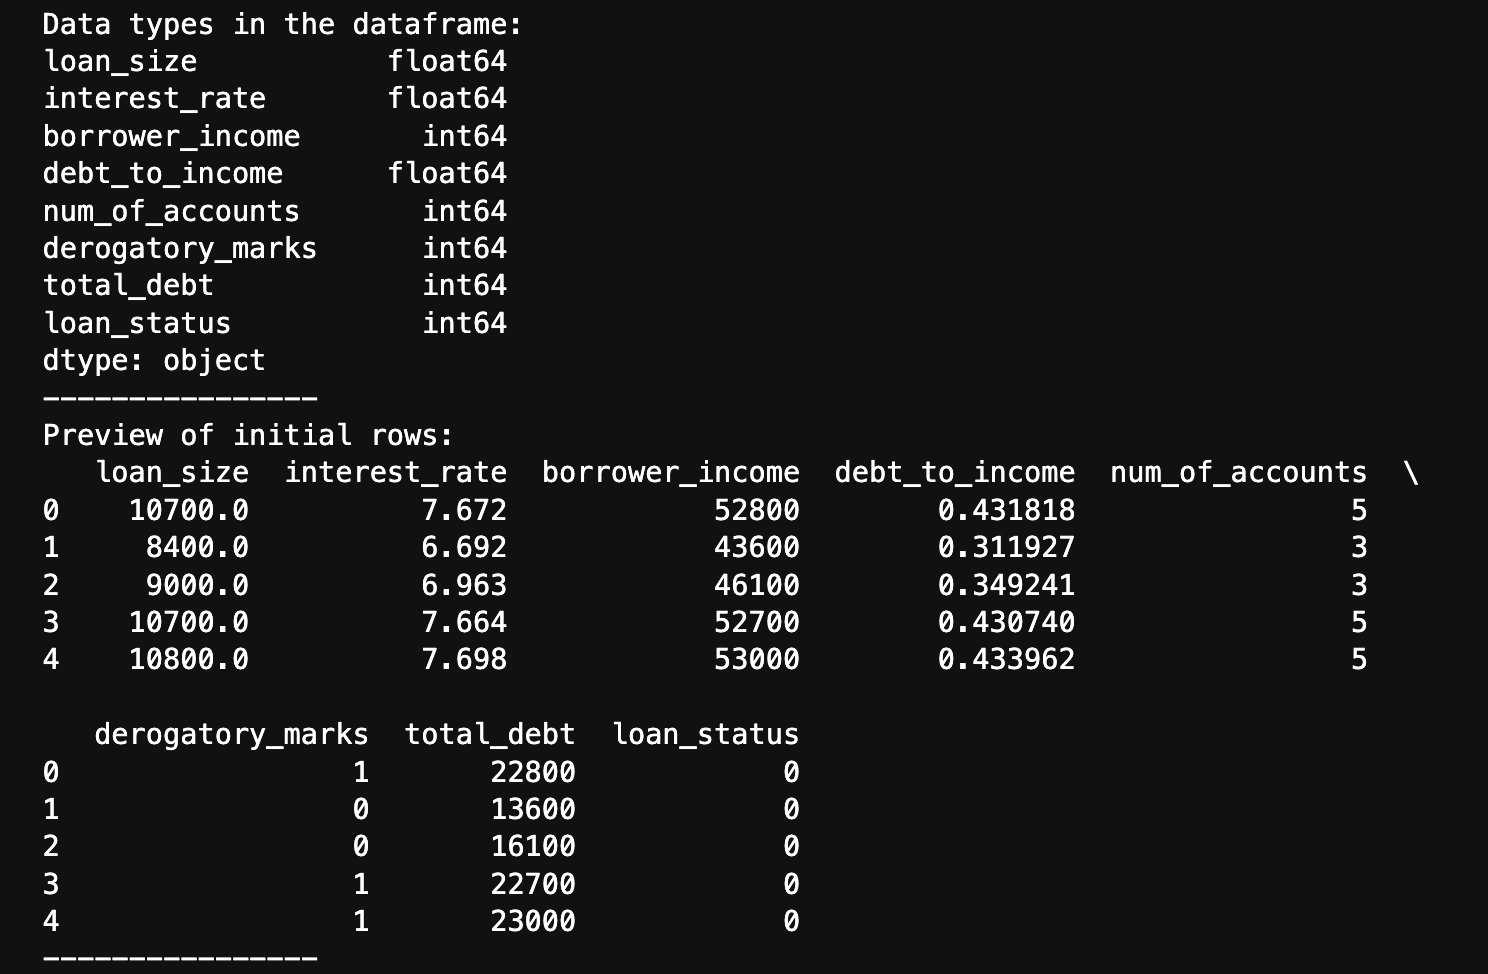 Data types in the dataframe:
loan_size           float64
interest_rate       float64
borrower_income       int64
debt_to_income      float64
num_of_accounts       int64
derogatory_marks      int64
total_debt            int64
loan_status           int64
dtype: object
----------------
Preview of initial rows:
   loan_size  interest_rate  borrower_income  debt_to_income  num_of_accounts  \
0    10700.0          7.672            52800        0.431818                5
1     8400.0          6.692            43600        0.311927                3
2     9000.0          6.963            46100        0.349241                3
3    10700.0          7.664            52700        0.430740                5
4    10800.0          7.698            53000        0.433962                5

   derogatory_marks  total_debt  loan_status
0                 1       22800            0
1                 0       13600            0
2                 0       16100            0
3                 1       22700            0
4                 1       23000            0
----------------